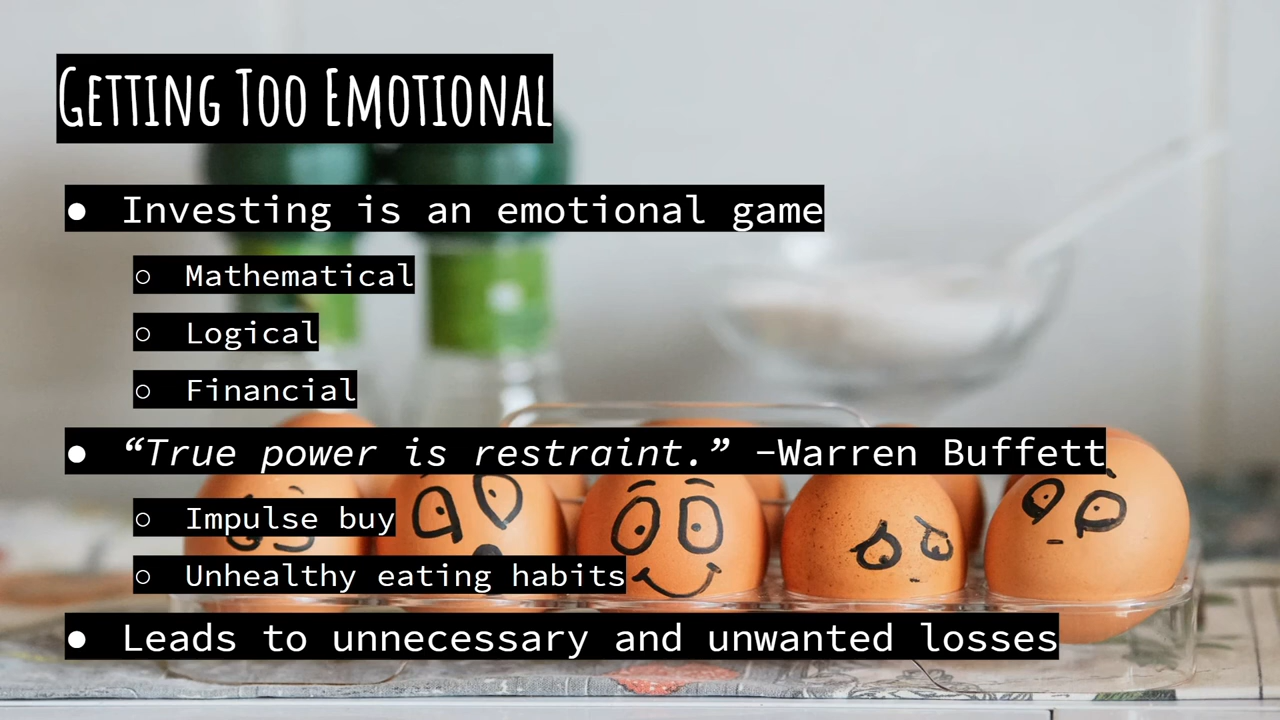 Getting Too Emotional
● Investing is an emotional game
○ Mathematical
○ Logical
○ Financial
● “True power is restraint.” –Warren Buffett
○ Impulse buy
○ Unhealthy eating habits
● Leads to unnecessary and unwanted losses